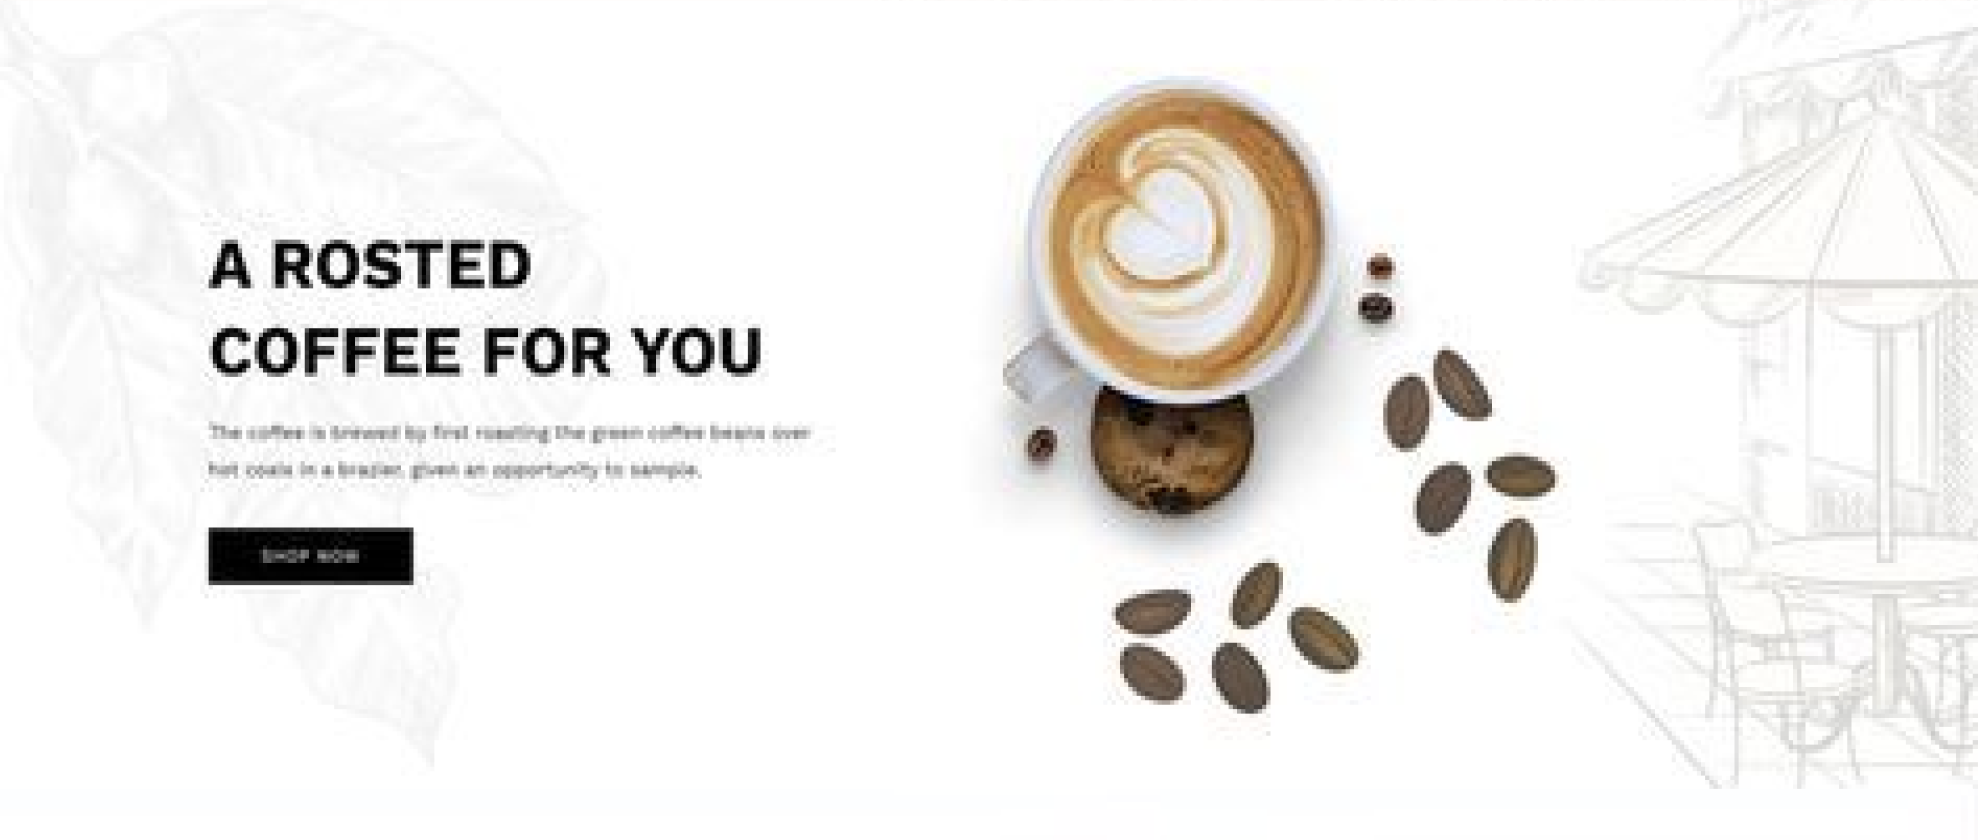 A ROSTED
COFFEE FOR YOU
The coffee is brewed by first roasting the green coffee beans over
hot coals in a brazier. given an opportunity to sample.
SHOP NOW